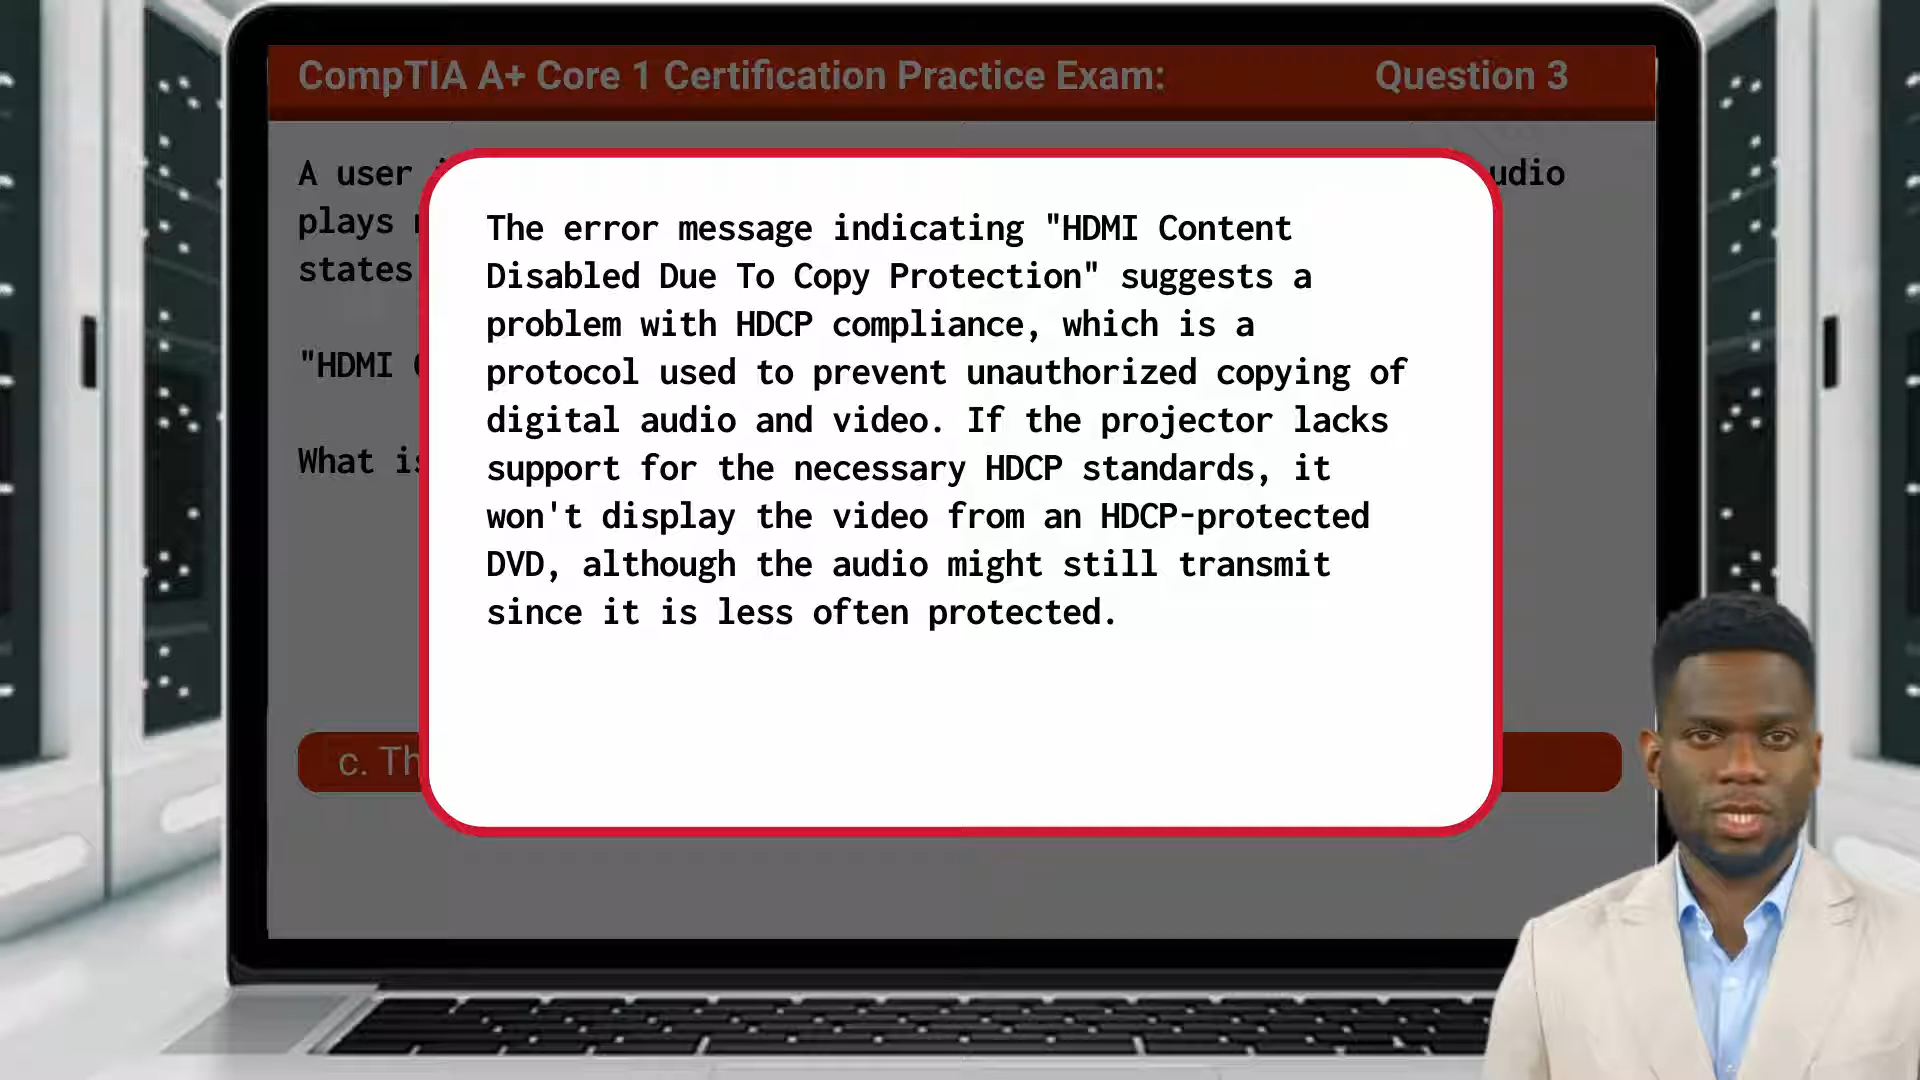 CompTIA A+ Core 1 Certification Practice Exam: Question 3
A user udio
plays
states
"HDMI
What
The error message indicating "HDMI Content
Disabled Due To Copy Protection" suggests a
problem with HDCP compliance, which is a
protocol used to prevent unauthorized copying of
digital audio and video. If the projector lacks
support for the necessary HDCP standards, it
won't display the video from an HDCP-protected
DVD, although the audio might still transmit
since it is less often protected.
c. Th